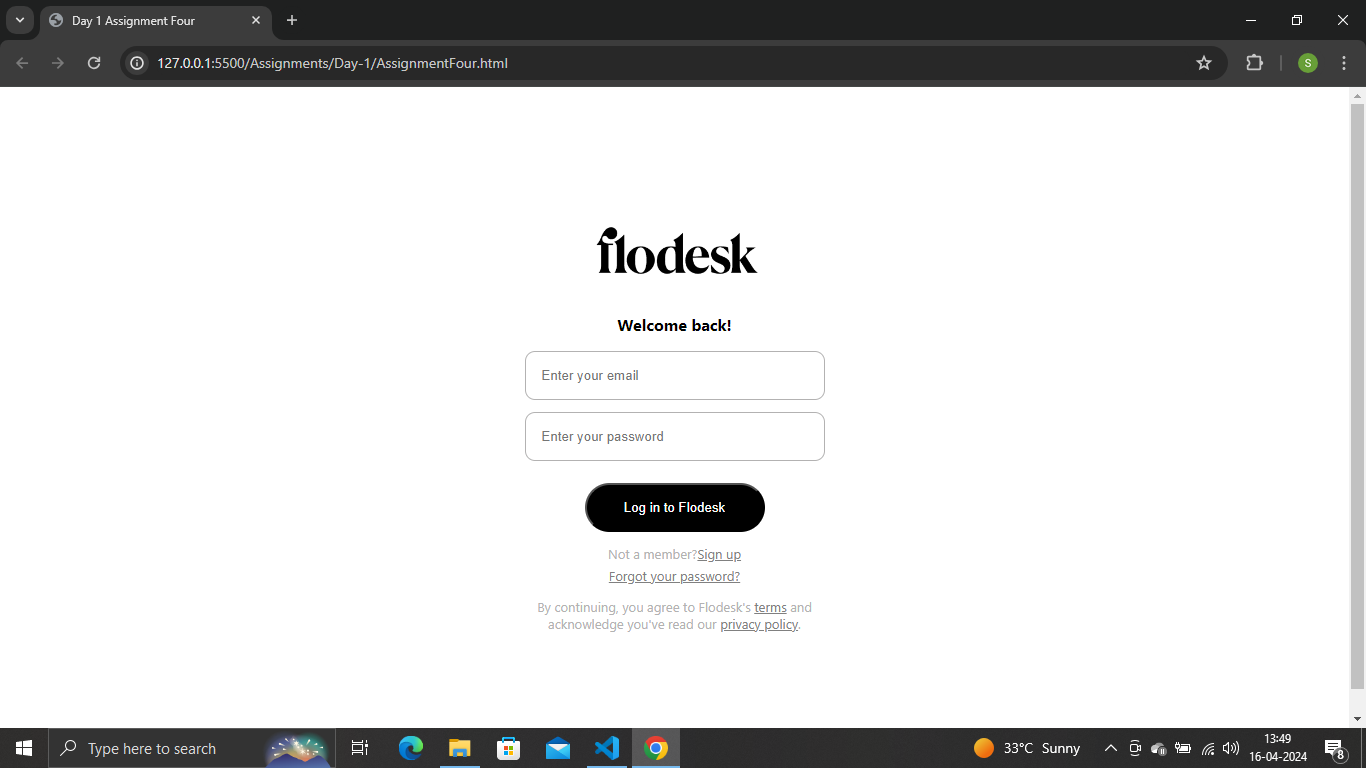 Day 1 Assignment Four
127.0.0.1:5500/Assignments/Day-1/AssignmentFour.html
S
flodesk
Welcome back!
Enter your email
Enter your password
Log in to Flodesk
Not a member?Sign up
Forgot your password?
By continuing, you agree to Flodesk's terms and
acknowledge you've read our privacy policy.
Type here to search
33°C Sunny
13:49
16-04-2024
8